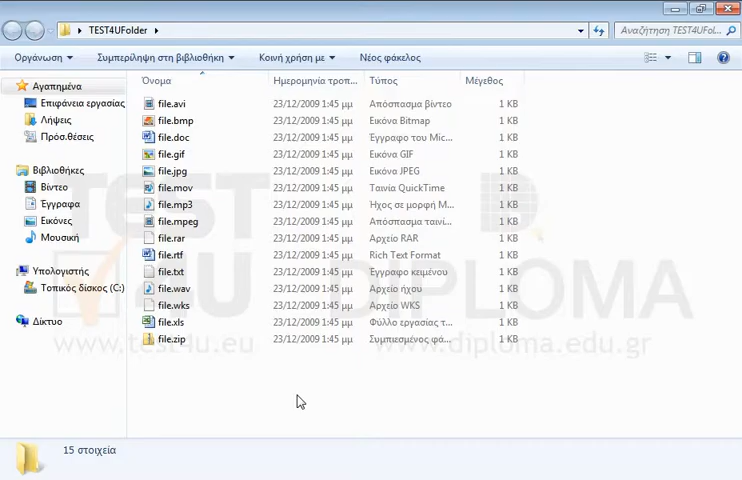 TEST4UFolder
Αναζήτηση TEST4UFol...
Οργάνωση Συμπερίληψη στη βιβλιοθήκη Κοινή χρήση με Νέος φάκελος
Αγαπημένα
Επιφάνεια εργασίας
Λήψεις
Πρόσ.θέσεις
Βιβλιοθήκες
Βίντεο
Έγγραφα
Εικόνες
Μουσική
Υπολογιστής
Τοπικός δίσκος (C:)
Δίκτυο
Όνομα Ημερομηνία τροπ... Τύπος Μέγεθος
file.avi 23/12/2009 1:45 μμ Απόσπασμα βίντεο 1 KB
file.bmp 23/12/2009 1:45 μμ Εικόνα Bitmap 1 KB
file.doc 23/12/2009 1:45 μμ Έγγραφο του Mic... 1 KB
file.gif 23/12/2009 1:45 μμ Εικόνα GIF 1 KB
file.jpg 23/12/2009 1:45 μμ Εικόνα JPEG 1 KB
file.mov 23/12/2009 1:45 μμ Ταινία QuickTime 1 KB
file.mp3 23/12/2009 1:45 μμ Ήχος σε μορφή M... 1 KB
file.mpeg 23/12/2009 1:45 μμ Απόσπασμα ταινί... 1 KB
file.rar 23/12/2009 1:45 μμ Αρχείο RAR 1 KB
file.rtf 23/12/2009 1:45 μμ Rich Text Format 1 KB
file.txt 23/12/2009 1:45 μμ Έγγραφο κειμένου 1 KB
file.wav 23/12/2009 1:45 μμ Αρχείο ήχου 1 KB
file.wks 23/12/2009 1:45 μμ Αρχείο WKS 1 KB
file.xls 23/12/2009 1:45 μμ Φύλλο εργασίας τ... 1 KB
file.zip 23/12/2009 1:45 μμ Συμπιεσμένος φά... 1 KB
TEST
4U
D
DIPLOMA
www.test4u.eu www.diploma.edu.gr
15 στοιχεία